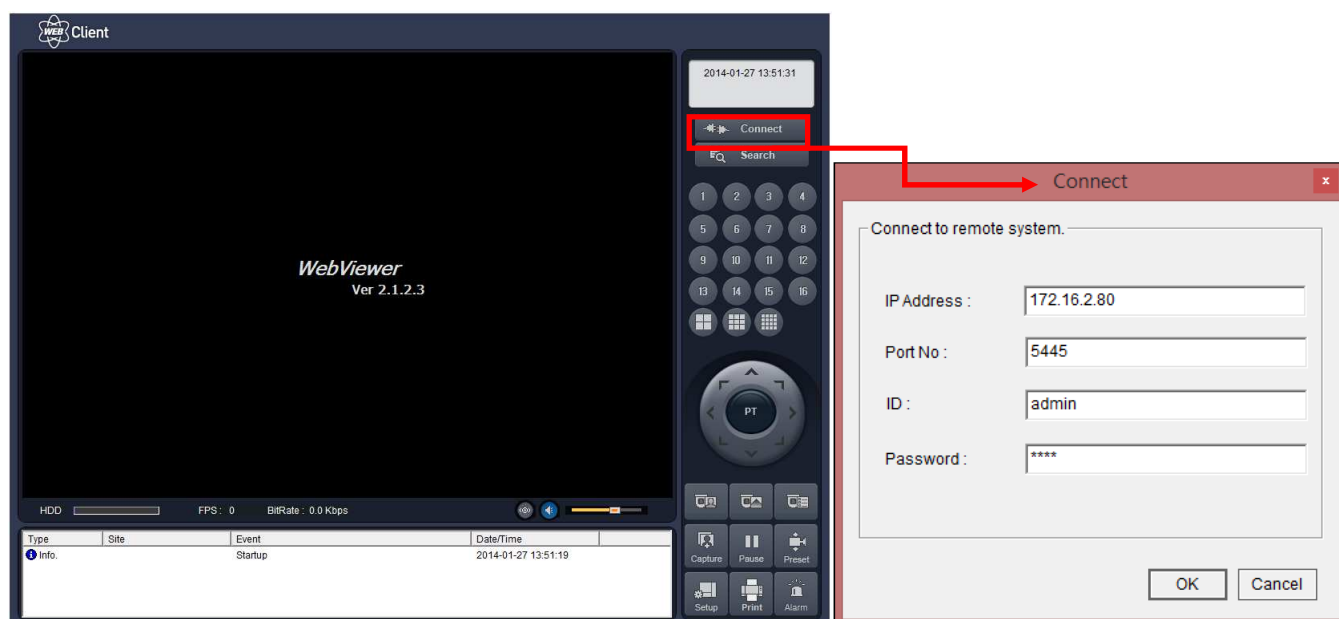 WEB Client
2014-01-27 13:51:31
Connect
Search
1 2 3 4
5 6 7 8
9 10 11 12
13 14 15 16
WebViewer
Ver 2.1.2.3
PT
HDD FPS : 0 BitRate : 0.0 Kbps
Type Site Event Date/Time
Info. Startup 2014-01-27 13:51:19
Capture Pause Preset
Setup Print Alarm
Connect
x
Connect to remote system.
IP Address : 172.16.2.80
Port No : 5445
ID : admin
Password : ****
OK Cancel